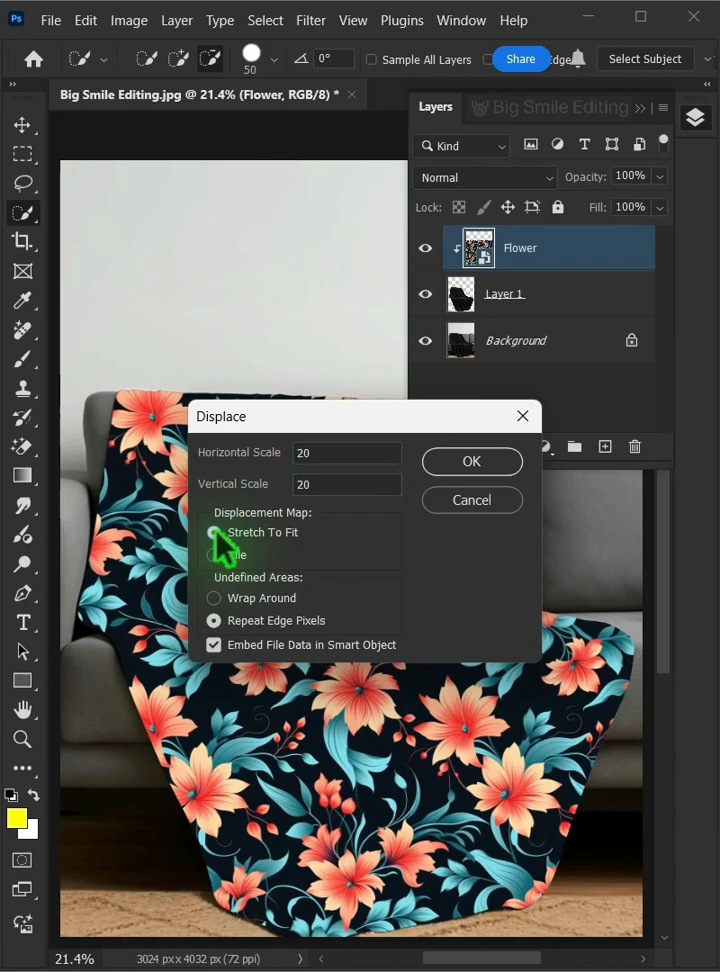 Ps File Edit Image Layer Type Select Filter View Plugins Window Help
50
0°
Sample All Layers
Share
Select Subject
Big Smile Editing.jpg @ 21.4% (Flower, RGB/8) *
Layers
Big Smile Editing
Kind
Normal
Opacity: 100%
Lock:
Fill: 100%
Flower
Layer 1
Background
Displace
Horizontal Scale 20
OK
Vertical Scale 20
Cancel
Displacement Map:
Stretch To Fit
Undefined Areas:
Wrap Around
Repeat Edge Pixels
Embed File Data in Smart Object
21.4%
3024 px x 4032 px (72 ppi)